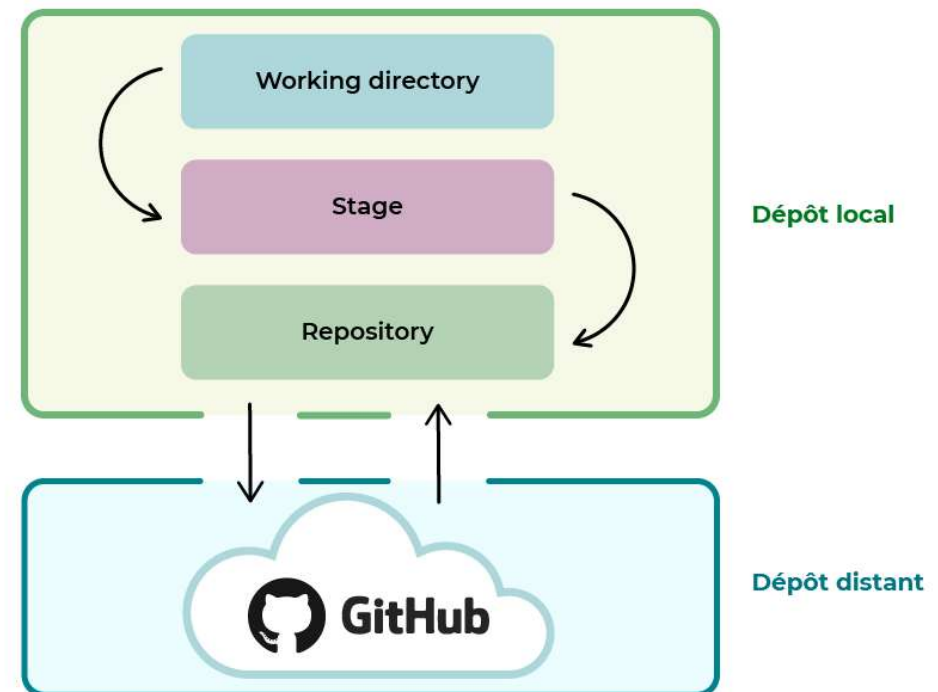 Working directory
Stage
Dépôt local
Repository
GitHub
Dépôt distant